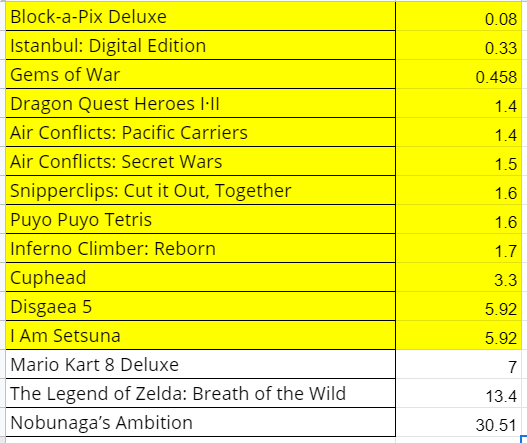 Block-a-Pix Deluxe 0.08
Istanbul: Digital Edition 0.33
Gems of War 0.458
Dragon Quest Heroes I·II 1.4
Air Conflicts: Pacific Carriers 1.4
Air Conflicts: Secret Wars 1.5
Snipperclips: Cut it Out, Together 1.6
Puyo Puyo Tetris 1.6
Inferno Climber: Reborn 1.7
Cuphead 3.3
Disgaea 5 5.92
I Am Setsuna 5.92
Mario Kart 8 Deluxe 7
The Legend of Zelda: Breath of the Wild 13.4
Nobunaga’s Ambition 30.51